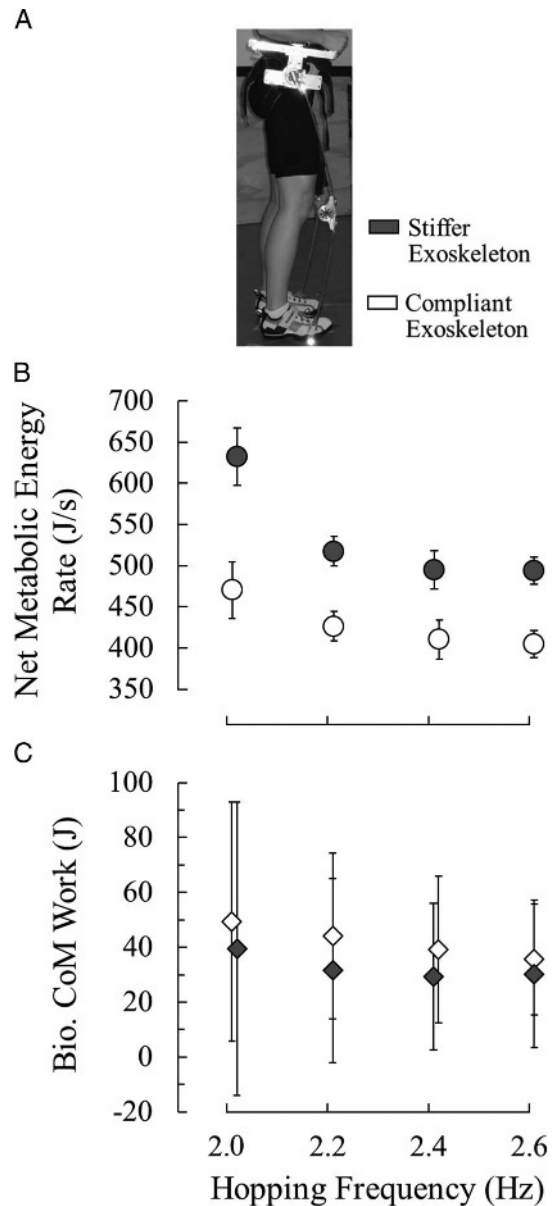 A
Stiffer
Exoskeleton
Compliant
Exoskeleton
B
Net Metabolic Energy
Rate (J/s)
700
650
600
550
500
450
400
350
C
Bio. CoM Work (J)
100
80
60
40
20
0
-20
2.0 2.2 2.4 2.6
Hopping Frequency (Hz)